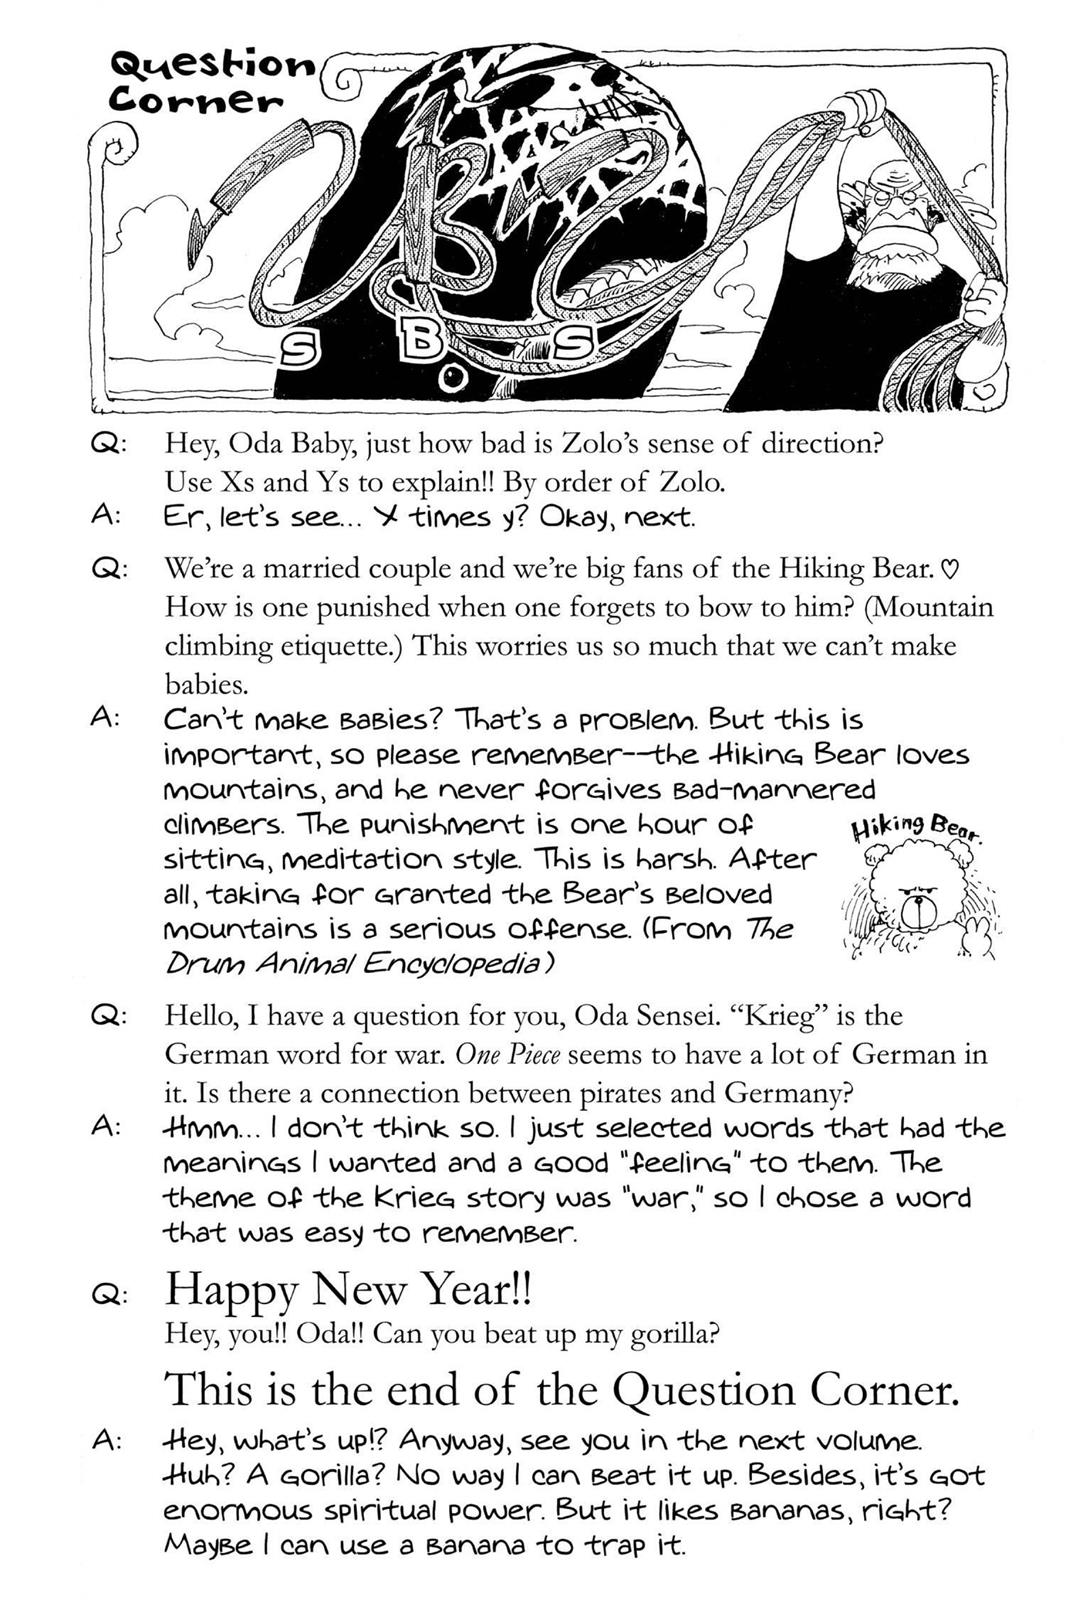 Question
Corner
S B S
Q: Hey, Oda Baby, just how bad is Zolo's sense of direction?
Use Xs and Ys to explain!! By order of Zolo.
A: Er, let's see... X times y? Okay, next.
Q: We're a married couple and we're big fans of the Hiking Bear. ♡
How is one punished when one forgets to bow to him? (Mountain
climbing etiquette.) This worries us so much that we can't make
babies.
A: Can't make babies? That's a problem. But this is
important, so please remember--the Hiking Bear loves
mountains, and he never forgives bad-mannered
climbers. The punishment is one hour of
sitting, meditation style. This is harsh. After
all, taking for granted the Bear's beloved
mountains is a serious offense. (From The
Drum Animal Encyclopedia)
Hiking Bear.
Q: Hello, I have a question for you, Oda Sensei. “Krieg” is the
German word for war. One Piece seems to have a lot of German in
it. Is there a connection between pirates and Germany?
A: Hmm... I don't think so. I just selected words that had the
meanings I wanted and a good "feeling" to them. The
theme of the Krieg story was "war," so I chose a word
that was easy to remember.
Q: Happy New Year!!
Hey, you!! Oda!! Can you beat up my gorilla?
This is the end of the Question Corner.
A: Hey, what's up!? Anyway, see you in the next volume.
Huh? A gorilla? No way I can beat it up. Besides, it's got
enormous spiritual power. But it likes bananas, right?
Maybe I can use a banana to trap it.